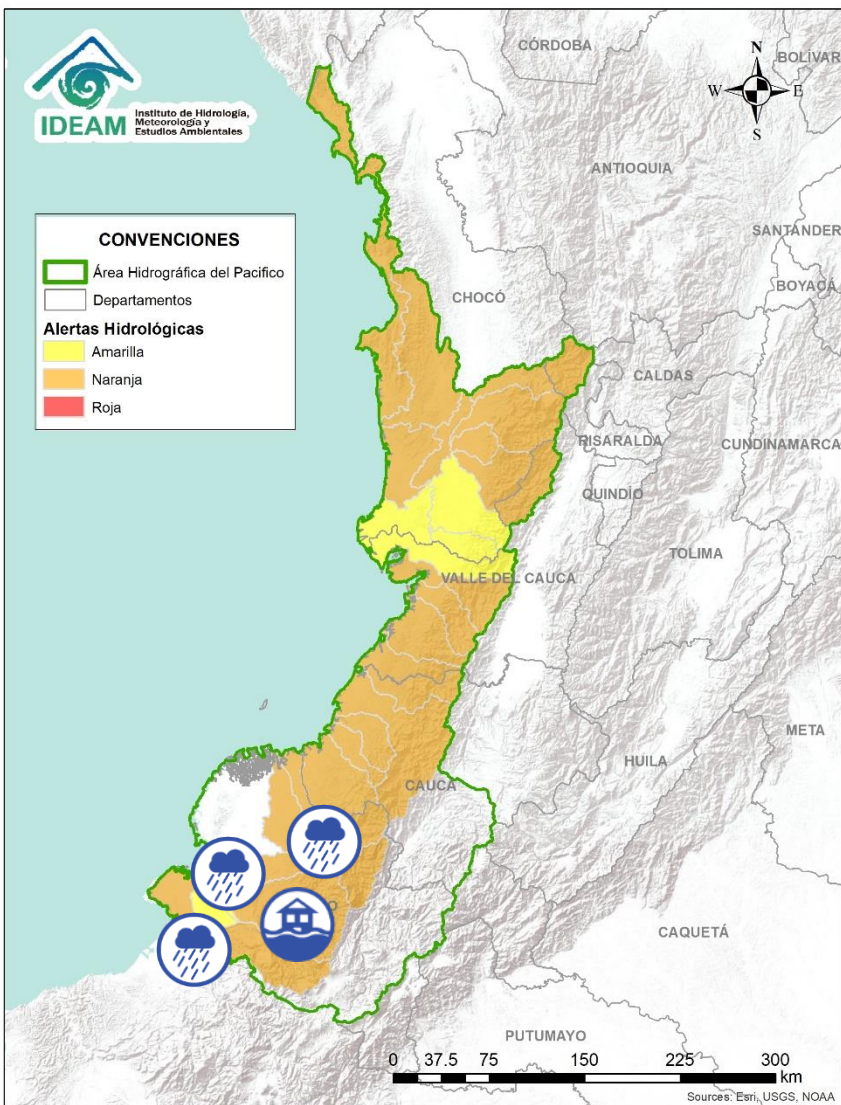 IDEAM
Instituto de Hidrología,
Meteorología y
Estudios Ambientales
N
W E
S
CÓRDOBA
BOLÍVAR
ANTIOQUIA
SANTANDER
BOYACÁ
CONVENCIONES
Área Hidrográfica del Pacifico
Departamentos
Alertas Hidrológicas
Amarilla
Naranja
Roja
CHOCÓ
CALDAS
RISARALDA
CUNDINAMARCA
QUINDÍO
TOLIMA
VALLE DEL CAUCA
META
HUILA
CAUCA
CAQUETÁ
PUTUMAYO
0 37.5 75 150 225 300
km
Sources: Esri, USGS, NOAA